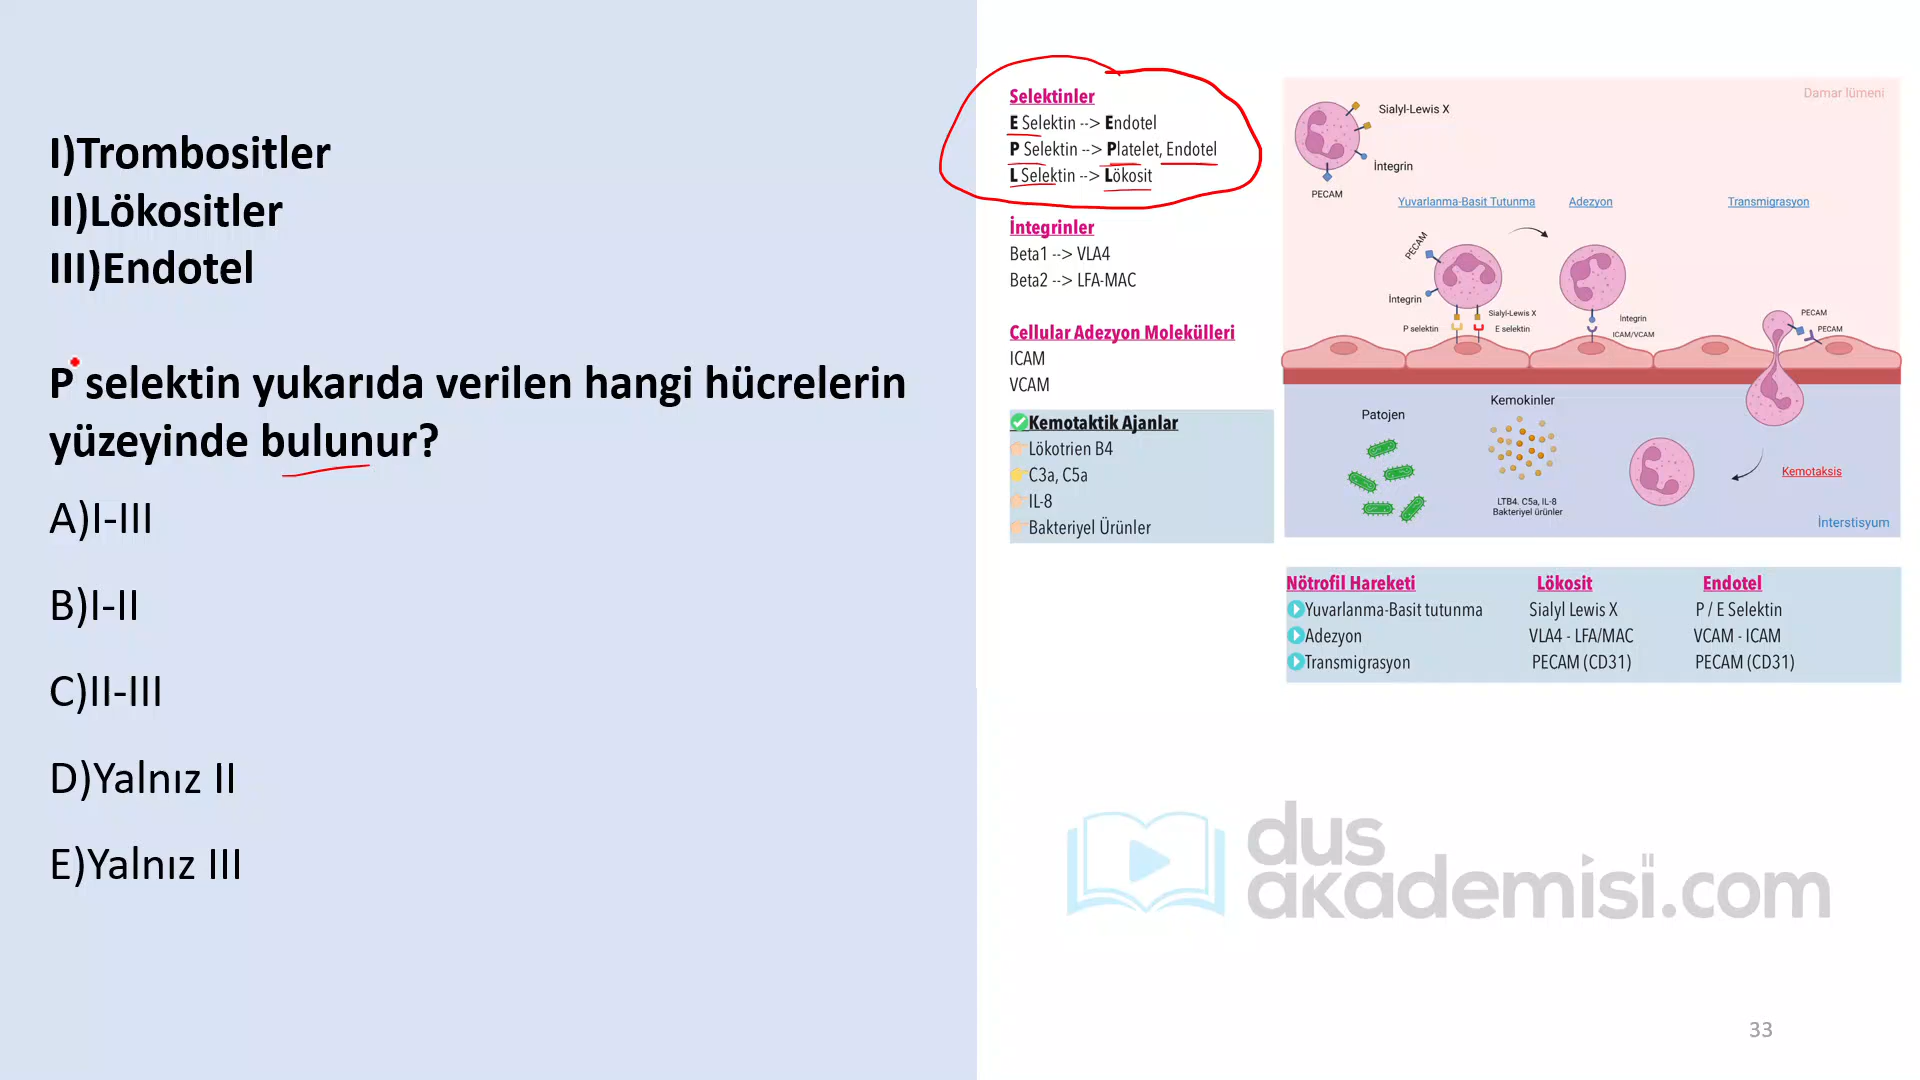 I)Trombositler
II)Lökositler
III)Endotel
P selektin yukarıda verilen hangi hücrelerin
yüzeyinde bulunur?
A)I-III
B)I-II
C)II-III
D)Yalnız II
E)Yalnız III
Selektinler
E Selektin --> Endotel
P Selektin --> Platelet, Endotel
L Selektin --> Lökosit
İntegrinler
Beta1 --> VLA4
Beta2 --> LFA-MAC
Cellular Adezyon Molekülleri
ICAM
VCAM
Kemotaktik Ajanlar
Lökotrien B4
C3a, C5a
IL-8
Bakteriyel Ürünler
Damar lümeni
Sialyl-Lewis X
İntegrin
PECAM
Yuvarlanma-Basit Tutunma
Adezyon
Transmigrasyon
PECAM
İntegrin
Sialyl-Lewis X
P selektin
E selektin
İntegrin
ICAM/VCAM
PECAM
PECAM
Patojen
Kemokinler
LTB4. C5a, IL-8
Bakteriyel ürünler
Kemotaksis
İnterstisyum
Nötrofil Hareketi Lökosit Endotel
Yuvarlanma-Basit tutunma Sialyl Lewis X P / E Selektin
Adezyon VLA4 - LFA/MAC VCAM - ICAM
Transmigrasyon PECAM (CD31) PECAM (CD31)
dus
akademisi.com
33